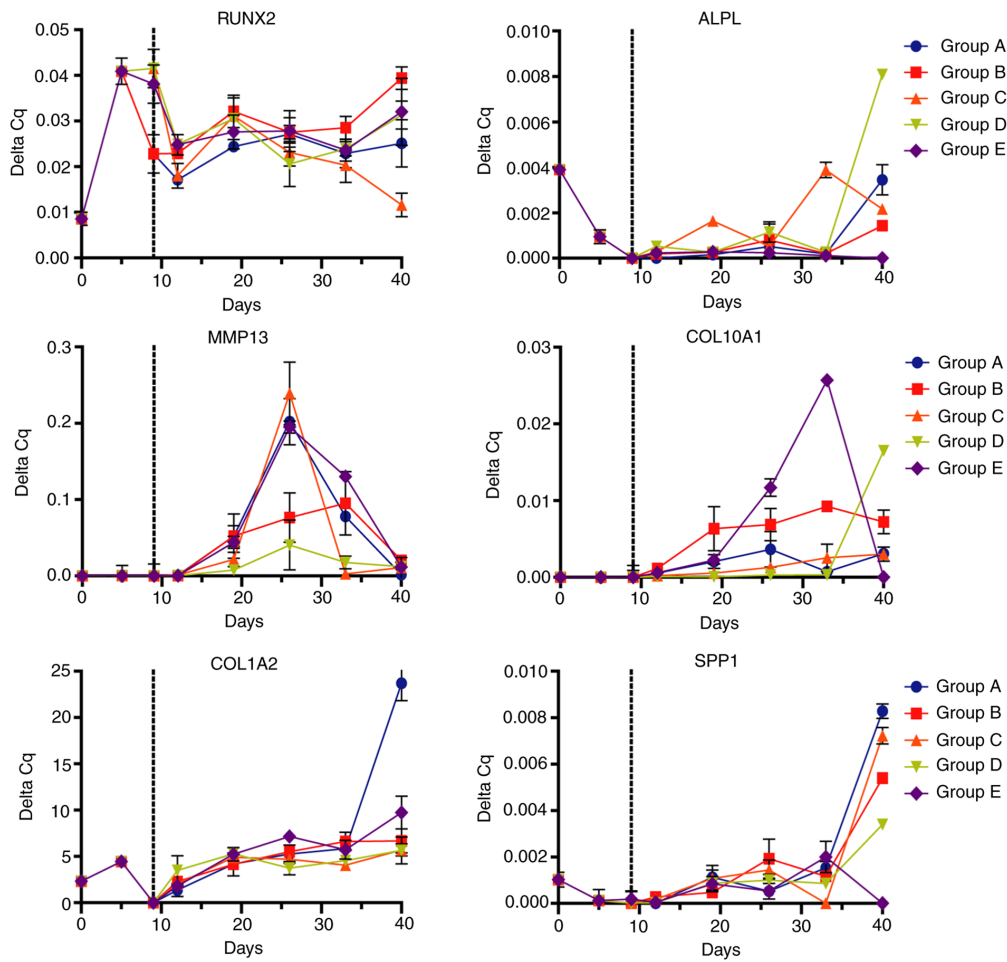 RUNX2
0.05
0.04
0.03
0.02
0.01
0.00
Delta Cq
0 10 20 30 40
Days
ALPL
0.010
0.008
0.006
0.004
0.002
0.000
Delta Cq
0 10 20 30 40
Days
Group A
Group B
Group C
Group D
Group E
MMP13
0.3
0.2
0.1
0.0
Delta Cq
0 10 20 30 40
Days
COL10A1
0.03
0.02
0.01
0.00
Delta Cq
0 10 20 30 40
Days
Group A
Group B
Group C
Group D
Group E
COL1A2
25
20
15
10
5
0
Delta Cq
0 10 20 30 40
Days
SPP1
0.010
0.008
0.006
0.004
0.002
0.000
Delta Cq
0 10 20 30 40
Days
Group A
Group B
Group C
Group D
Group E